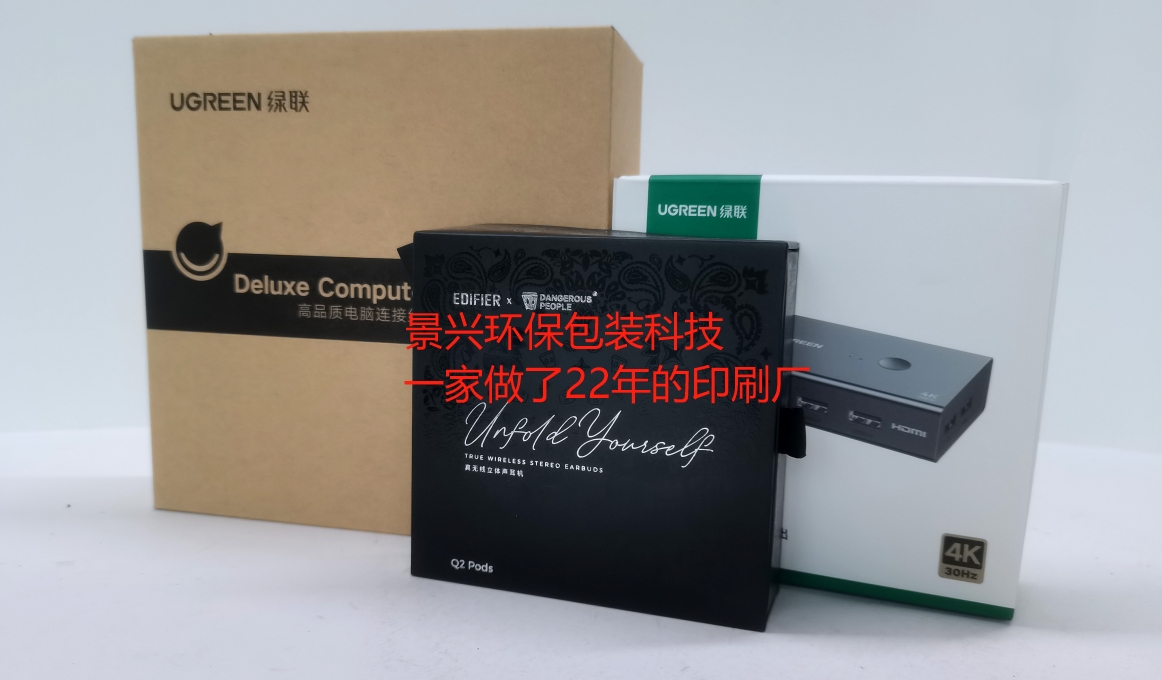 UGREEN 绿联
Deluxe Comput
高品质电脑连接
UGREEN 绿联
EDIFIER x DANGEROUS
PEOPLE
景兴环保包装科技
一家做了22年的印刷厂
Unfold Yourself
TRUE WIRELESS STEREO EARBUDS
真无线立体声耳机
Q2 Pods
HDMI
4K
30Hz